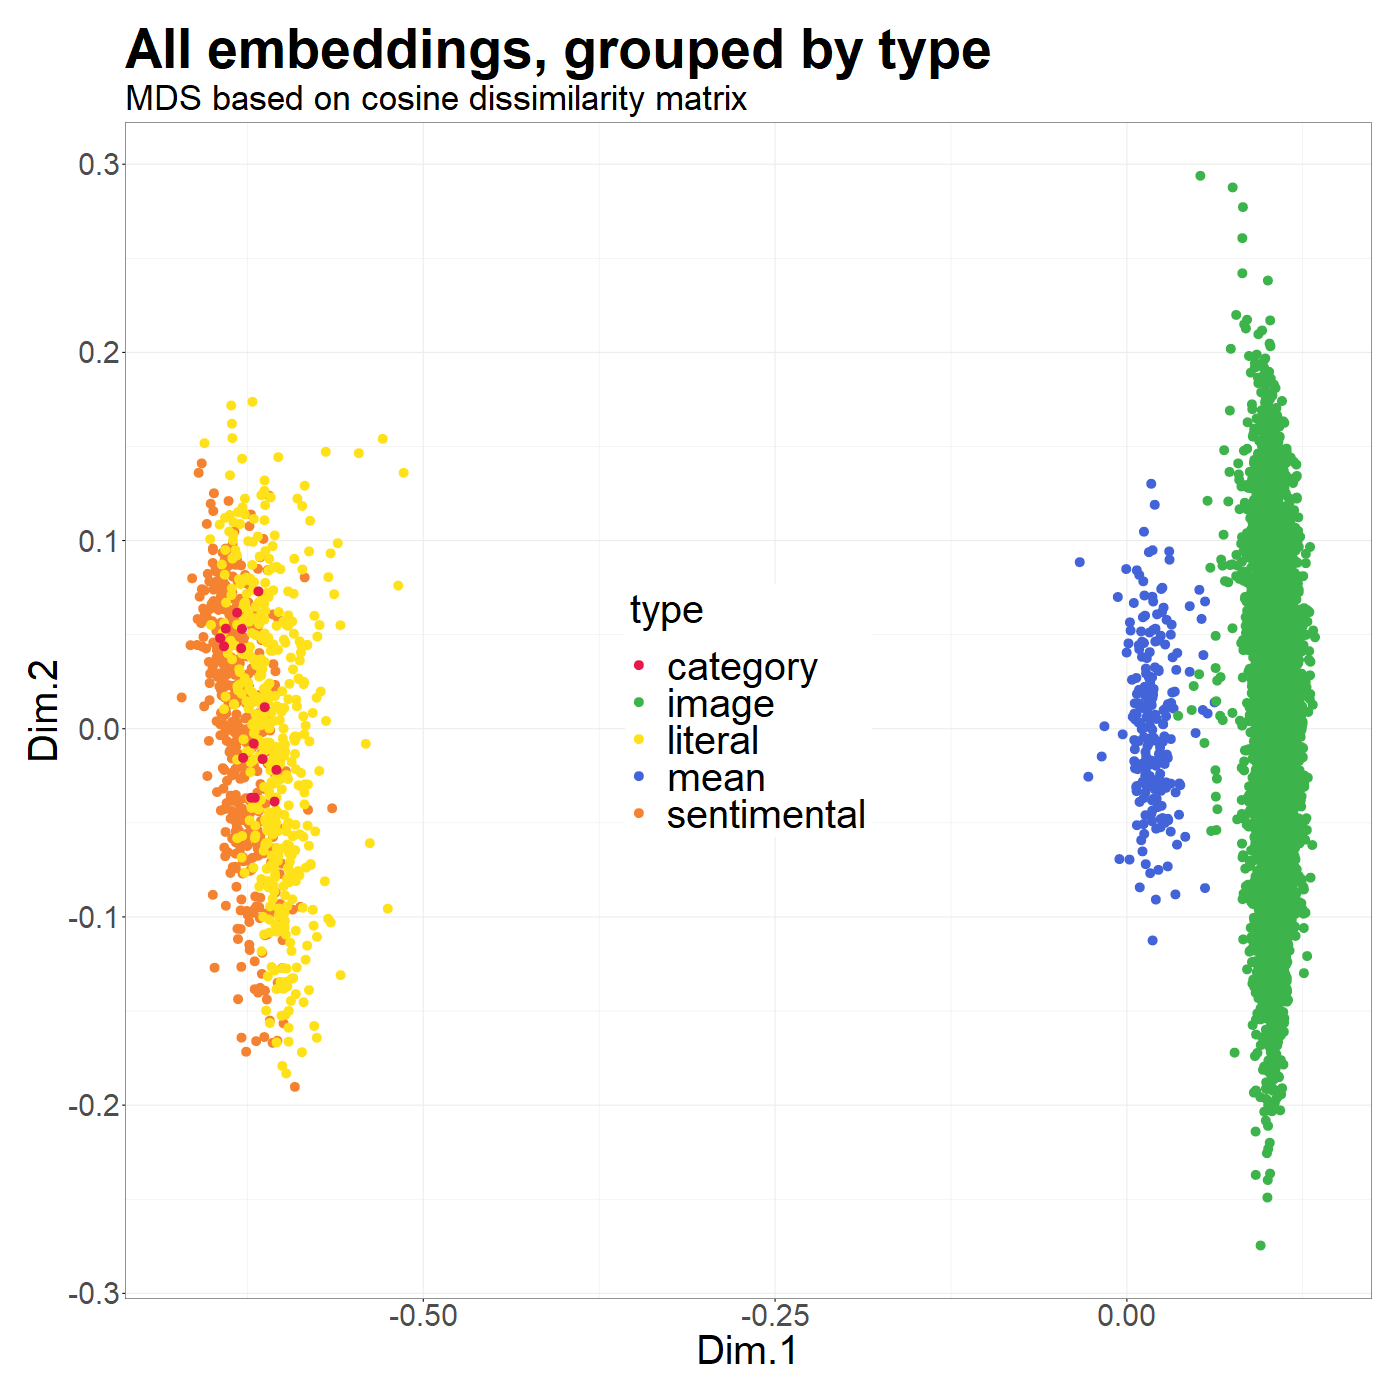 All embeddings, grouped by type
MDS based on cosine dissimilarity matrix
0.3
0.2
0.1
0.0
-0.1
-0.2
-0.3
Dim.2
type
category
image
literal
mean
sentimental
-0.50
-0.25
0.00
Dim.1